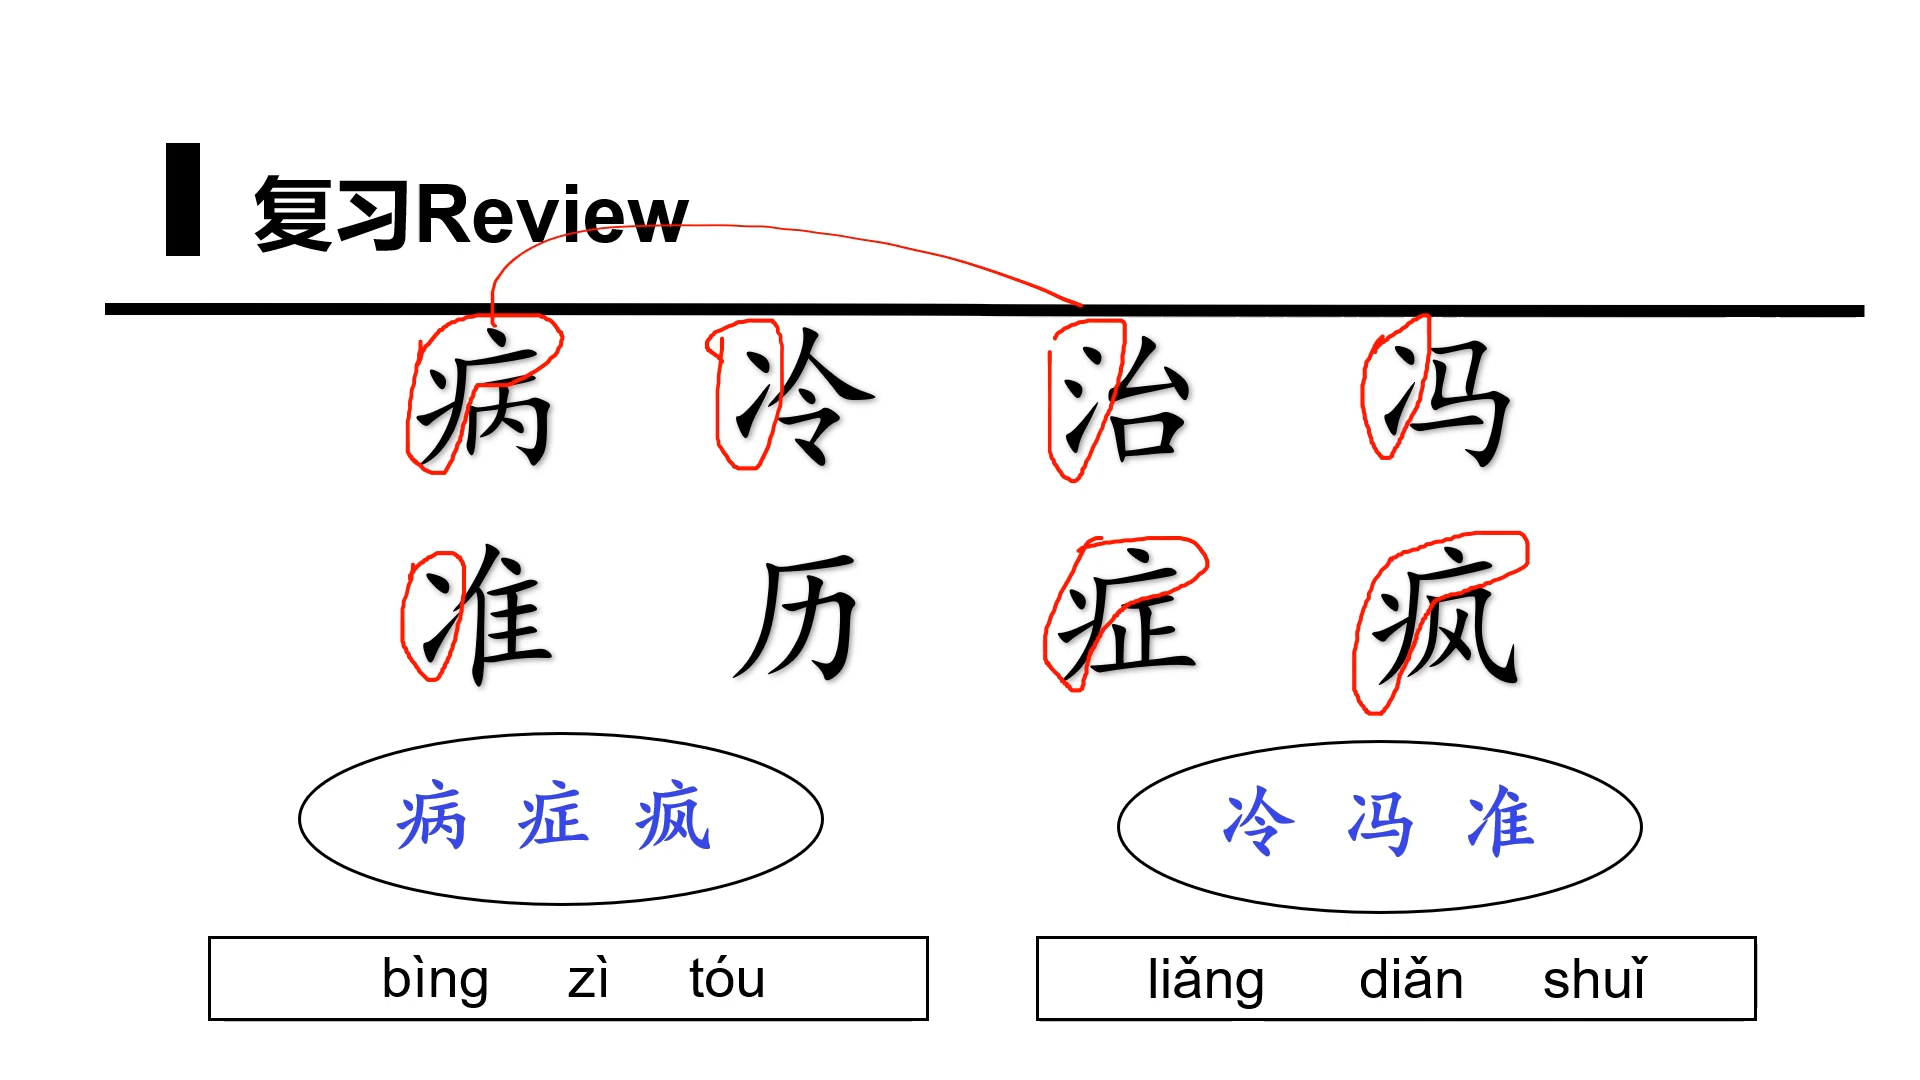 复习Review
病 冷 治 冯
准 历 症 疯
病 症 疯
冷 冯 准
bìng zì tóu
liǎng diǎn shuǐ